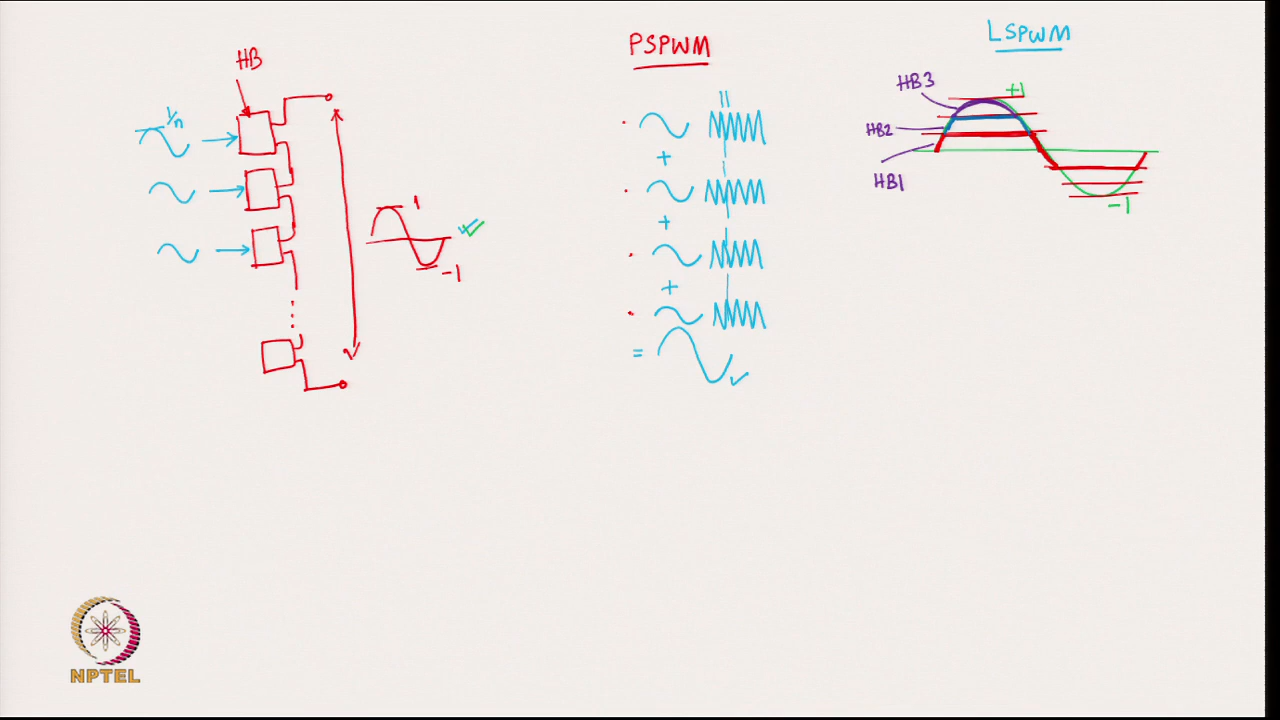 HB
1/n
1
-1
PSPWM
+
+
+
=
LSPWM
HB3
+1
HB2
HB1
-1
NPTEL